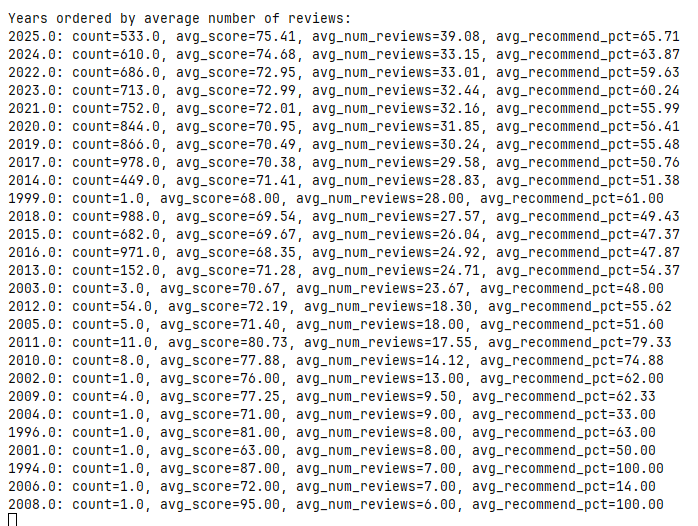 Years ordered by average number of reviews:
2025.0: count=533.0, avg_score=75.41, avg_num_reviews=39.08, avg_recommend_pct=65.71
2024.0: count=610.0, avg_score=74.68, avg_num_reviews=33.15, avg_recommend_pct=63.87
2022.0: count=686.0, avg_score=72.95, avg_num_reviews=33.01, avg_recommend_pct=59.63
2023.0: count=713.0, avg_score=72.99, avg_num_reviews=32.44, avg_recommend_pct=60.24
2021.0: count=752.0, avg_score=72.01, avg_num_reviews=32.16, avg_recommend_pct=55.99
2020.0: count=844.0, avg_score=70.95, avg_num_reviews=31.85, avg_recommend_pct=56.41
2019.0: count=866.0, avg_score=70.49, avg_num_reviews=30.24, avg_recommend_pct=55.48
2017.0: count=978.0, avg_score=70.38, avg_num_reviews=29.58, avg_recommend_pct=50.76
2014.0: count=449.0, avg_score=71.41, avg_num_reviews=28.83, avg_recommend_pct=51.38
1999.0: count=1.0, avg_score=68.00, avg_num_reviews=28.00, avg_recommend_pct=61.00
2018.0: count=988.0, avg_score=69.54, avg_num_reviews=27.57, avg_recommend_pct=49.43
2015.0: count=682.0, avg_score=69.67, avg_num_reviews=26.04, avg_recommend_pct=47.37
2016.0: count=971.0, avg_score=68.35, avg_num_reviews=24.92, avg_recommend_pct=47.87
2013.0: count=152.0, avg_score=71.28, avg_num_reviews=24.71, avg_recommend_pct=54.37
2003.0: count=3.0, avg_score=70.67, avg_num_reviews=23.67, avg_recommend_pct=48.00
2012.0: count=54.0, avg_score=72.19, avg_num_reviews=18.30, avg_recommend_pct=55.62
2005.0: count=5.0, avg_score=71.40, avg_num_reviews=18.00, avg_recommend_pct=51.60
2011.0: count=11.0, avg_score=80.73, avg_num_reviews=17.55, avg_recommend_pct=79.33
2010.0: count=8.0, avg_score=77.88, avg_num_reviews=14.12, avg_recommend_pct=74.88
2002.0: count=1.0, avg_score=76.00, avg_num_reviews=13.00, avg_recommend_pct=62.00
2009.0: count=4.0, avg_score=77.25, avg_num_reviews=9.50, avg_recommend_pct=62.33
2004.0: count=1.0, avg_score=71.00, avg_num_reviews=9.00, avg_recommend_pct=33.00
1996.0: count=1.0, avg_score=81.00, avg_num_reviews=8.00, avg_recommend_pct=63.00
2001.0: count=1.0, avg_score=63.00, avg_num_reviews=8.00, avg_recommend_pct=50.00
1994.0: count=1.0, avg_score=87.00, avg_num_reviews=7.00, avg_recommend_pct=100.00
2006.0: count=1.0, avg_score=72.00, avg_num_reviews=7.00, avg_recommend_pct=14.00
2008.0: count=1.0, avg_score=95.00, avg_num_reviews=6.00, avg_recommend_pct=100.00